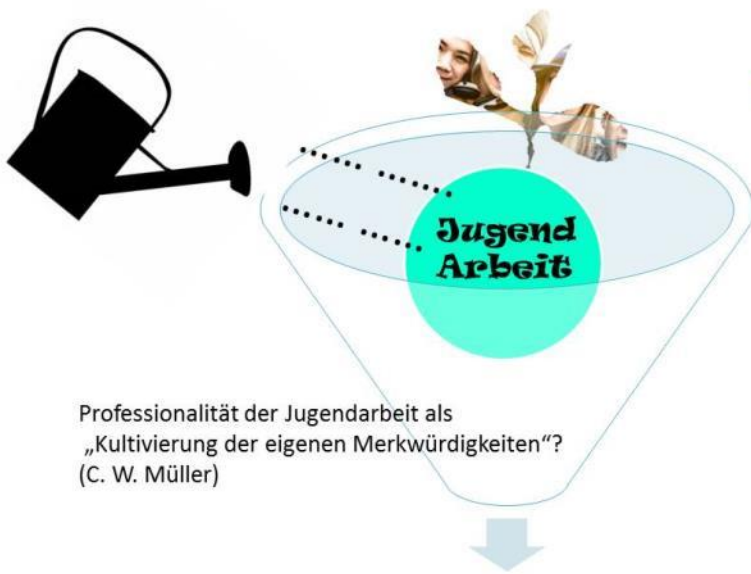 Jugend
Arbeit
Professionalität der Jugendarbeit als
„Kultivierung der eigenen Merkwürdigkeiten“?
(C. W. Müller)